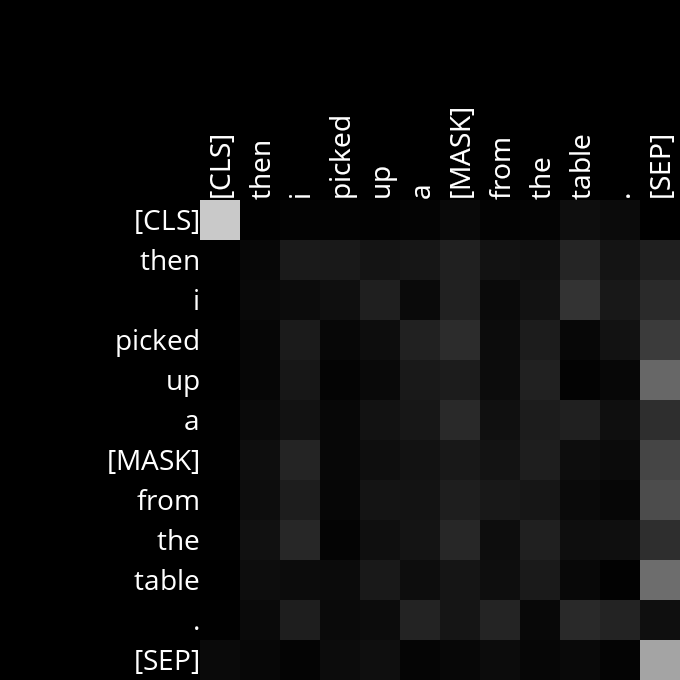 [CLS] then i picked up a [MASK] from the table . [SEP]
[CLS]
then
i
picked
up
a
[MASK]
from
the
table
.
[SEP]